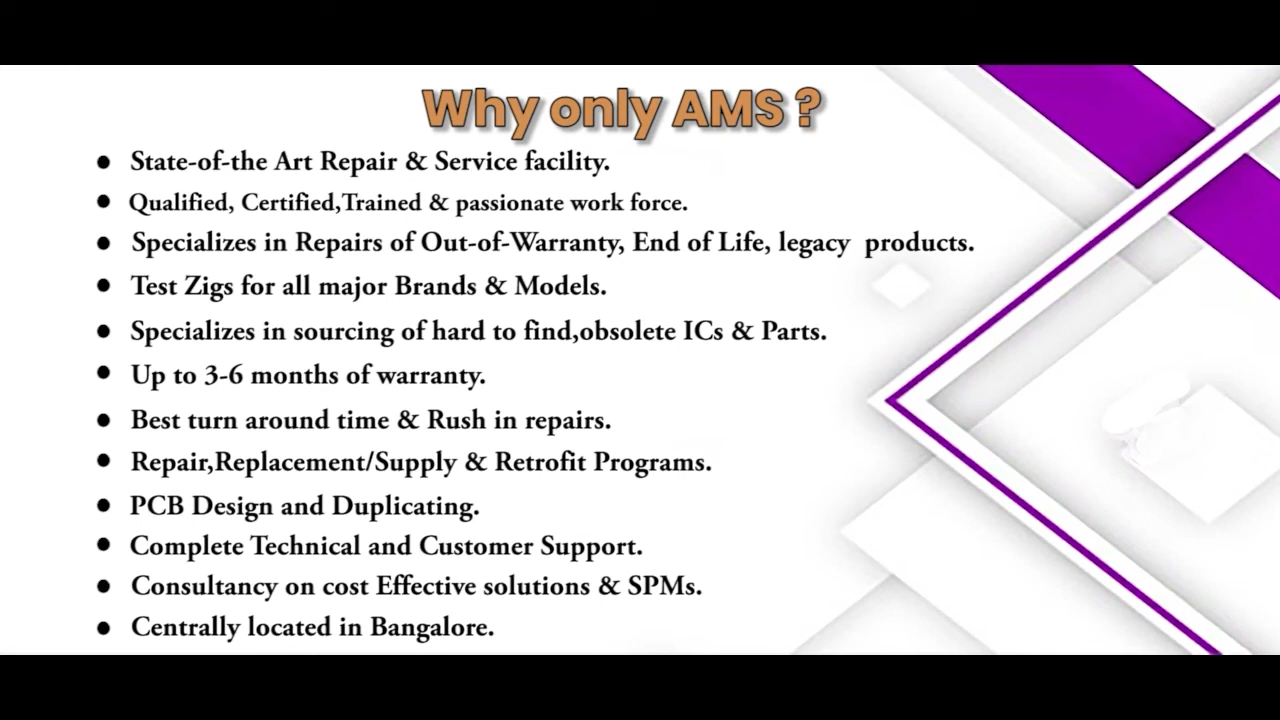 Why only AMS ?
● State-of-the Art Repair & Service facility.
● Qualified, Certified,Trained & passionate work force.
● Specializes in Repairs of Out-of-Warranty, End of Life, legacy  products.
● Test Zigs for all major Brands & Models.
● Specializes in sourcing of hard to find,obsolete ICs & Parts.
● Up to 3-6 months of warranty.
● Best turn around time & Rush in repairs.
● Repair,Replacement/Supply & Retrofit Programs.
● PCB Design and Duplicating.
● Complete Technical and Customer Support.
● Consultancy on cost Effective solutions & SPMs.
● Centrally located in Bangalore.